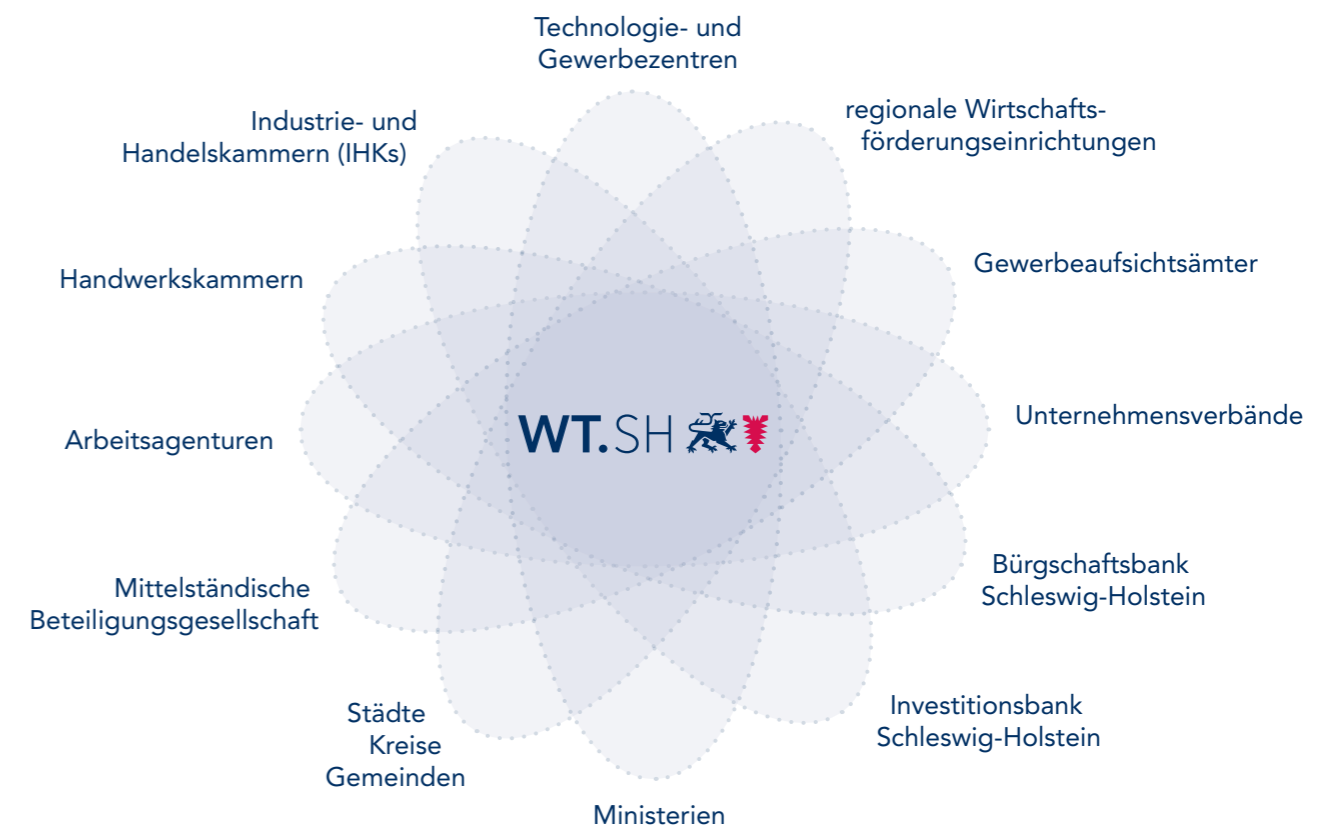 Technologie- und
Gewerbezentren
regionale Wirtschafts-
förderungseinrichtungen
Gewerbeaufsichtsämter
Unternehmensverbände
Bürgschaftsbank
Schleswig-Holstein
Investitionsbank
Schleswig-Holstein
Ministerien
Städte
Kreise
Gemeinden
Mittelständische
Beteiligungsgesellschaft
Arbeitsagenturen
Handwerkskammern
Industrie- und
Handelskammern (IHKs)
WT.SH